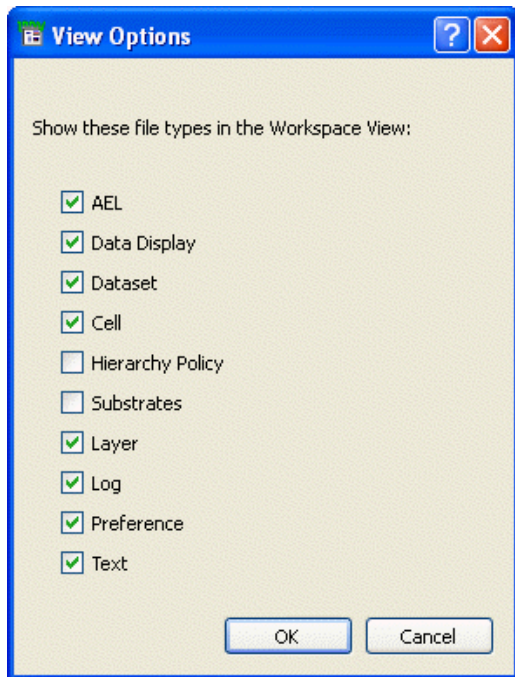 View Options
?
Show these file types in the Workspace View:
AEL
Data Display
Dataset
Cell
Hierarchy Policy
Substrates
Layer
Log
Preference
Text
OK
Cancel